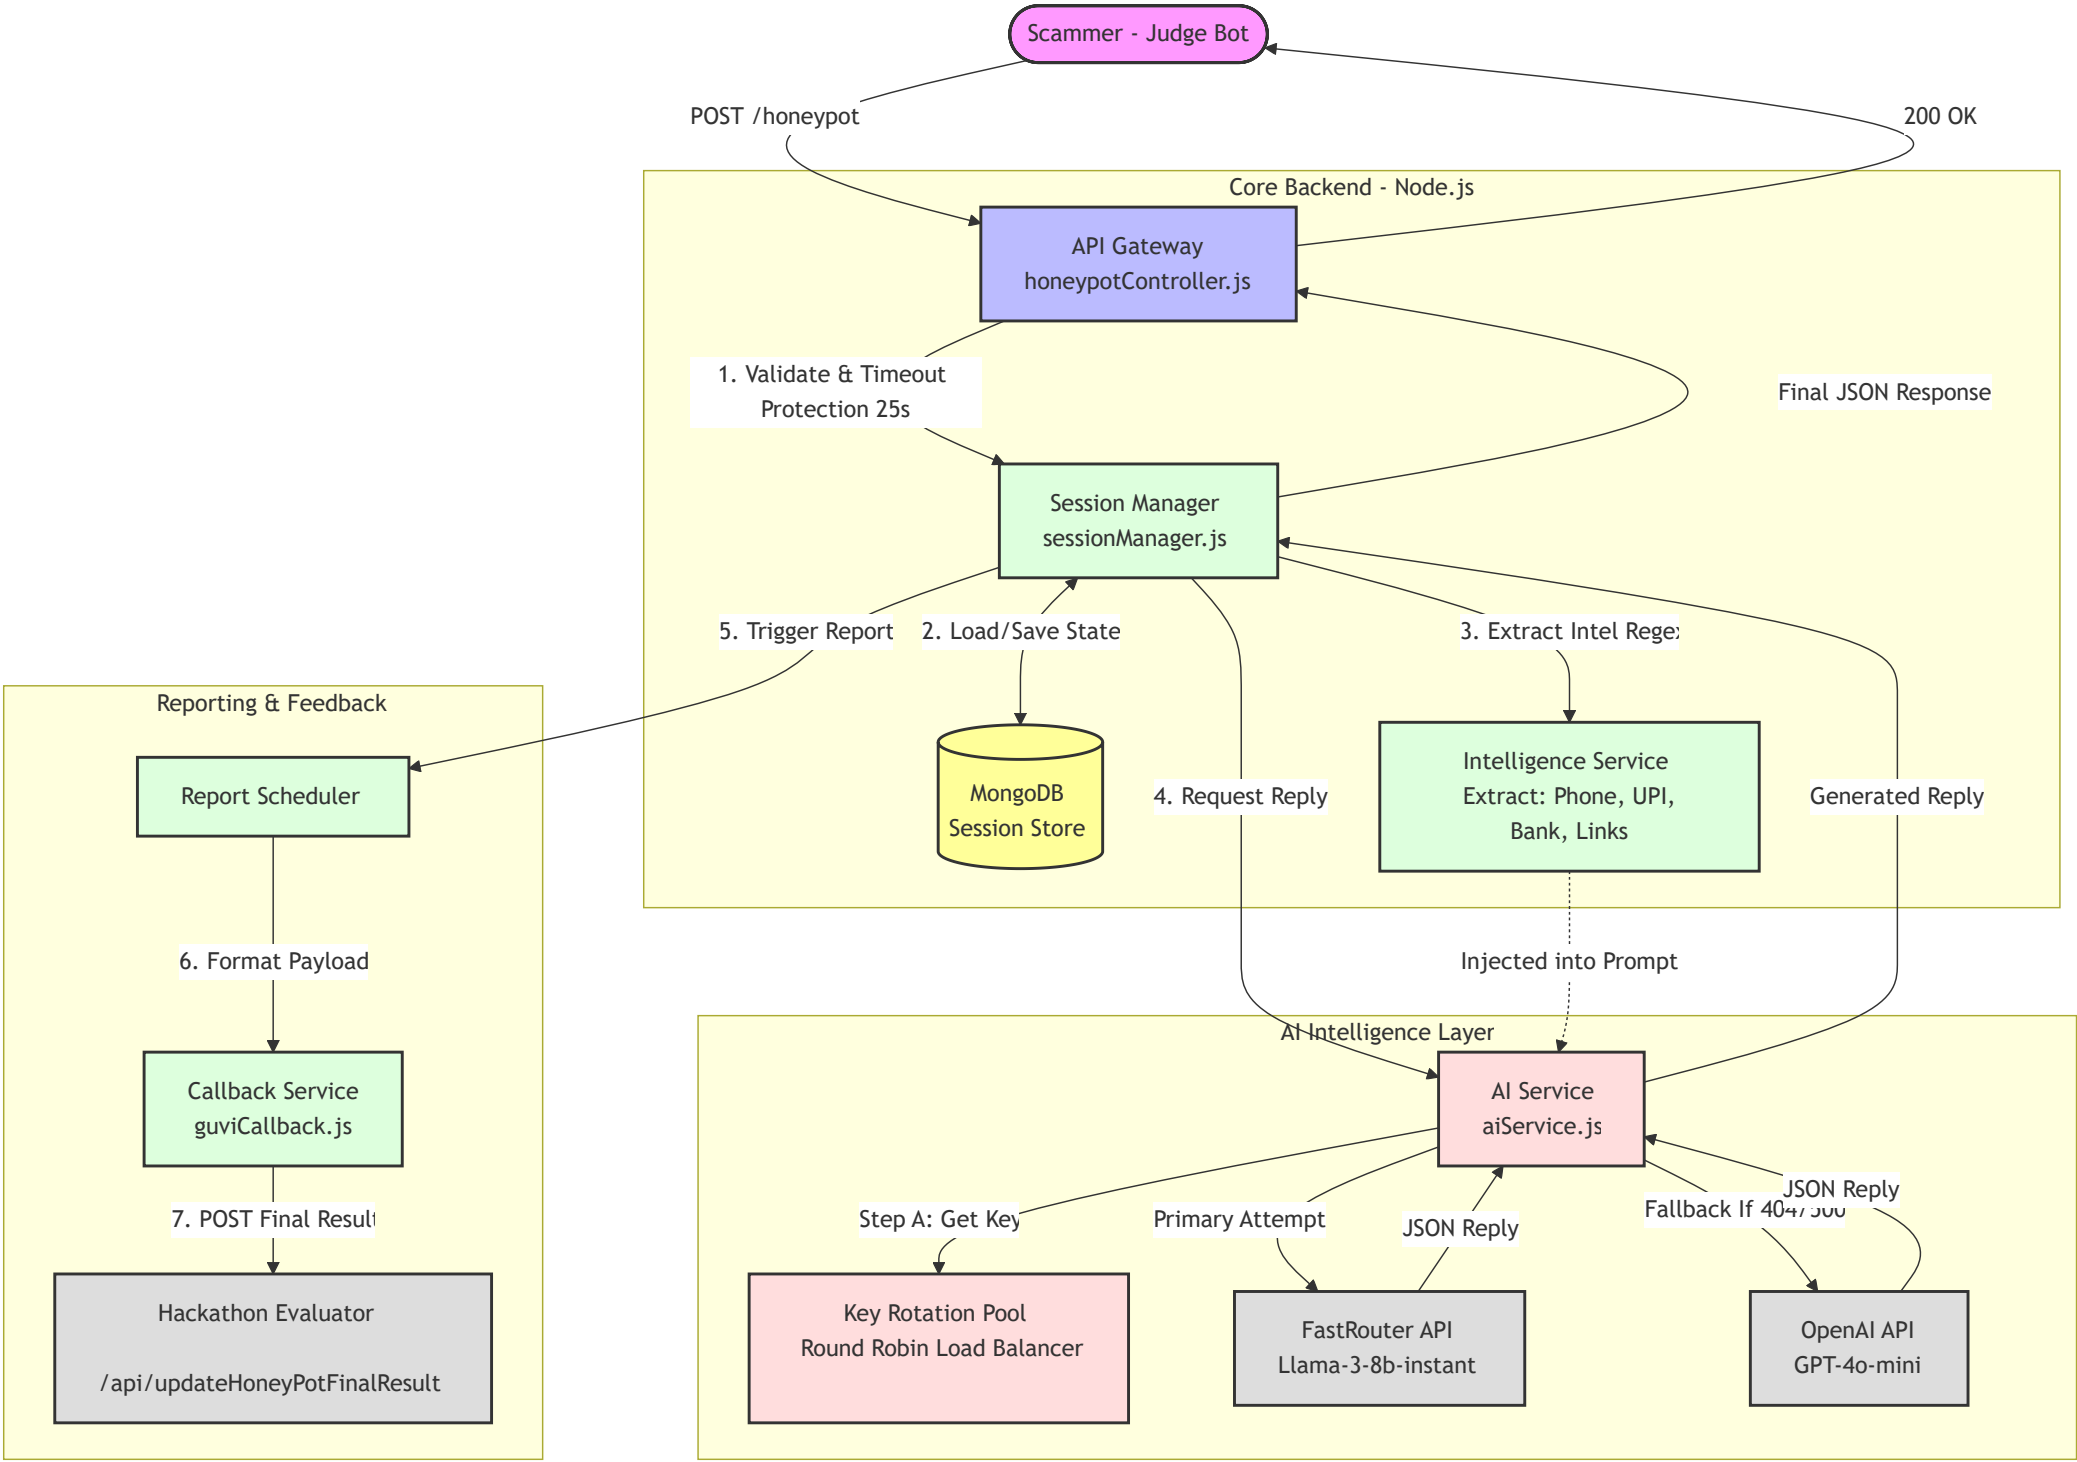 Scammer - Judge Bot
POST /honeypot
200 OK
Core Backend - Node.js
API Gateway
honeypotController.js
1. Validate & Timeout
Protection 25s
Final JSON Response
Session Manager
sessionManager.js
5. Trigger Report
2. Load/Save State
3. Extract Intel Regex
Reporting & Feedback
Report Scheduler
MongoDB
Session Store
4. Request Reply
Intelligence Service
Extract: Phone, UPI,
Bank, Links
Generated Reply
6. Format Payload
Injected into Prompt
AI Intelligence Layer
Callback Service
guviCallback.js
AI Service
aiService.js
7. POST Final Result
Step A: Get Key
Primary Attempt
JSON Reply
Fallback If 404/500
JSON Reply
Hackathon Evaluator
/api/updateHoneyPotFinalResult
Key Rotation Pool
Round Robin Load Balancer
FastRouter API
Llama-3-8b-instant
OpenAI API
GPT-4o-mini